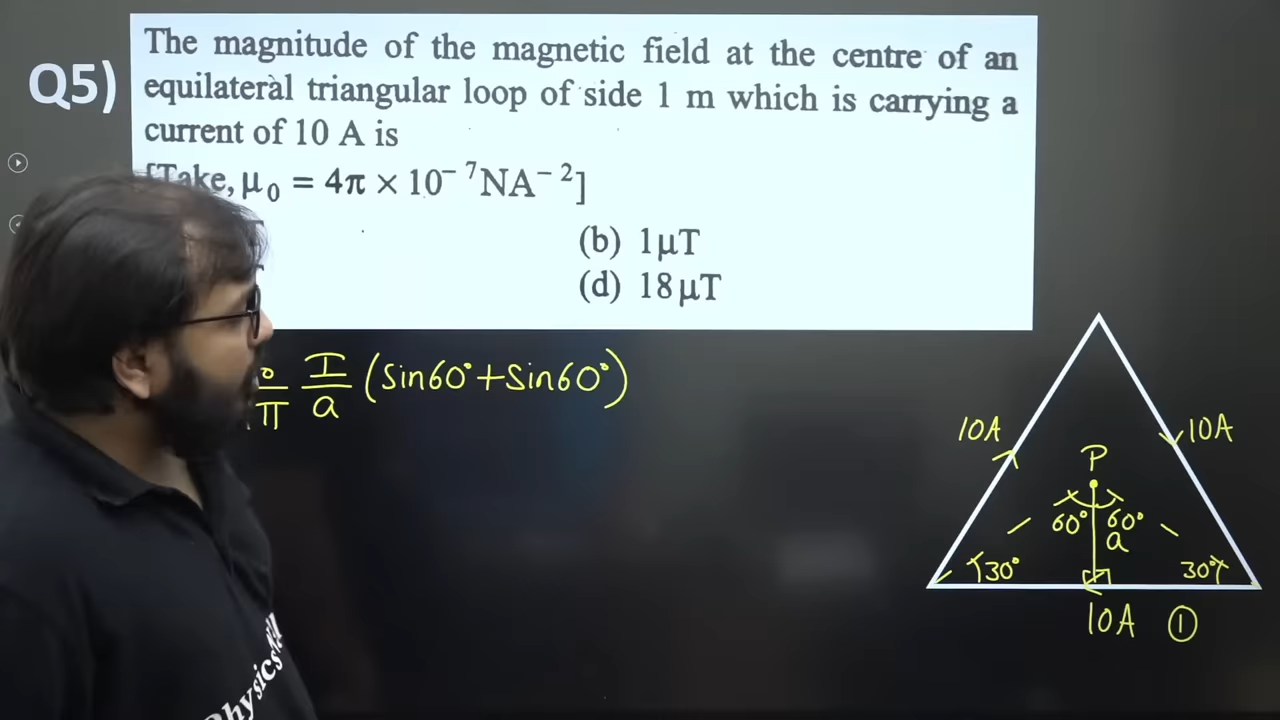 Q5)
The magnitude of the magnetic field at the centre of an
equilateral triangular loop of side 1 m which is carrying a
current of 10 A is
[Take, μ₀ = 4π × 10⁻⁷NA⁻²]
(b) 1μT
(d) 18μT
π I/a (Sin60°+Sin60°)
10A
10A
P
60° 60°
a
30° 30°
10A ①